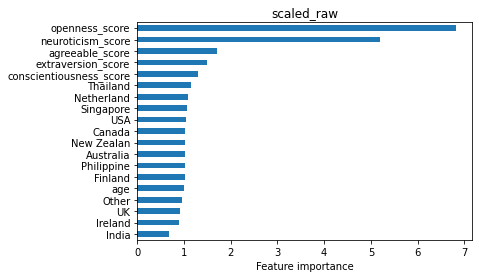 scaled_raw
openness_score
neuroticism_score
agreeable_score
extraversion_score
conscientiousness_score
Thailand
Netherland
Singapore
USA
Canada
New Zealan
Australia
Philippine
Finland
age
Other
UK
Ireland
India
0 1 2 3 4 5 6 7
Feature importance